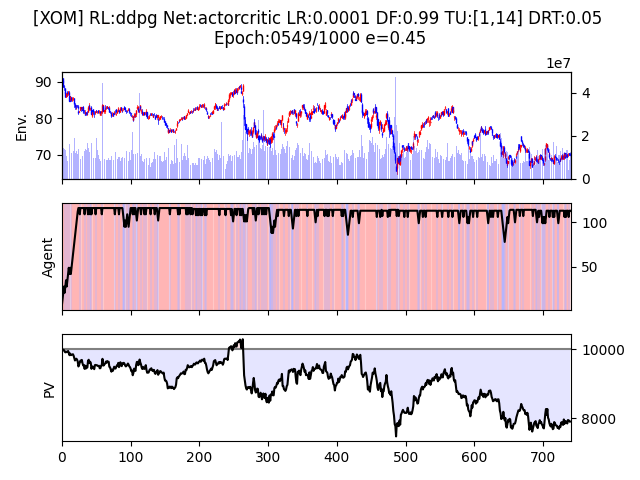 [XOM] RL:ddpg Net:actorcritic LR:0.0001 DF:0.99 TU:[1,14] DRT:0.05
Epoch:0549/1000 e=0.45
1e7
90
80
70
Env.
4
2
0
Agent
100
50
PV
10000
8000
0 100 200 300 400 500 600 700